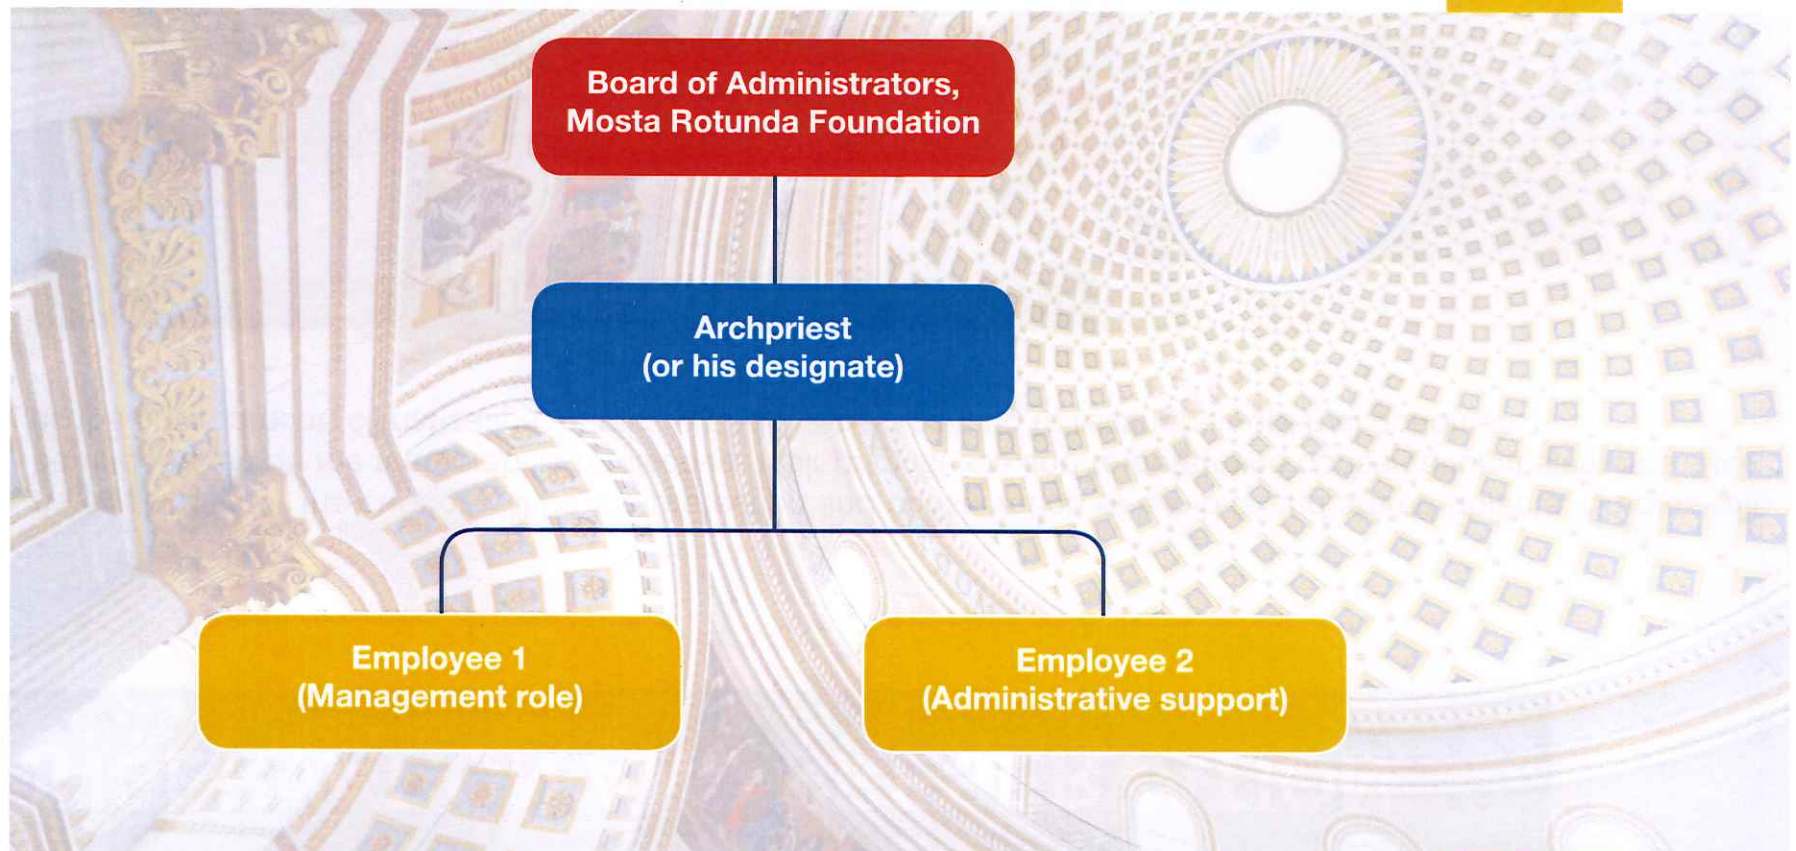 Board of Administrators,
Mosta Rotunda Foundation
Archpriest
(or his designate)
Employee 1
(Management role)
Employee 2
(Administrative support)